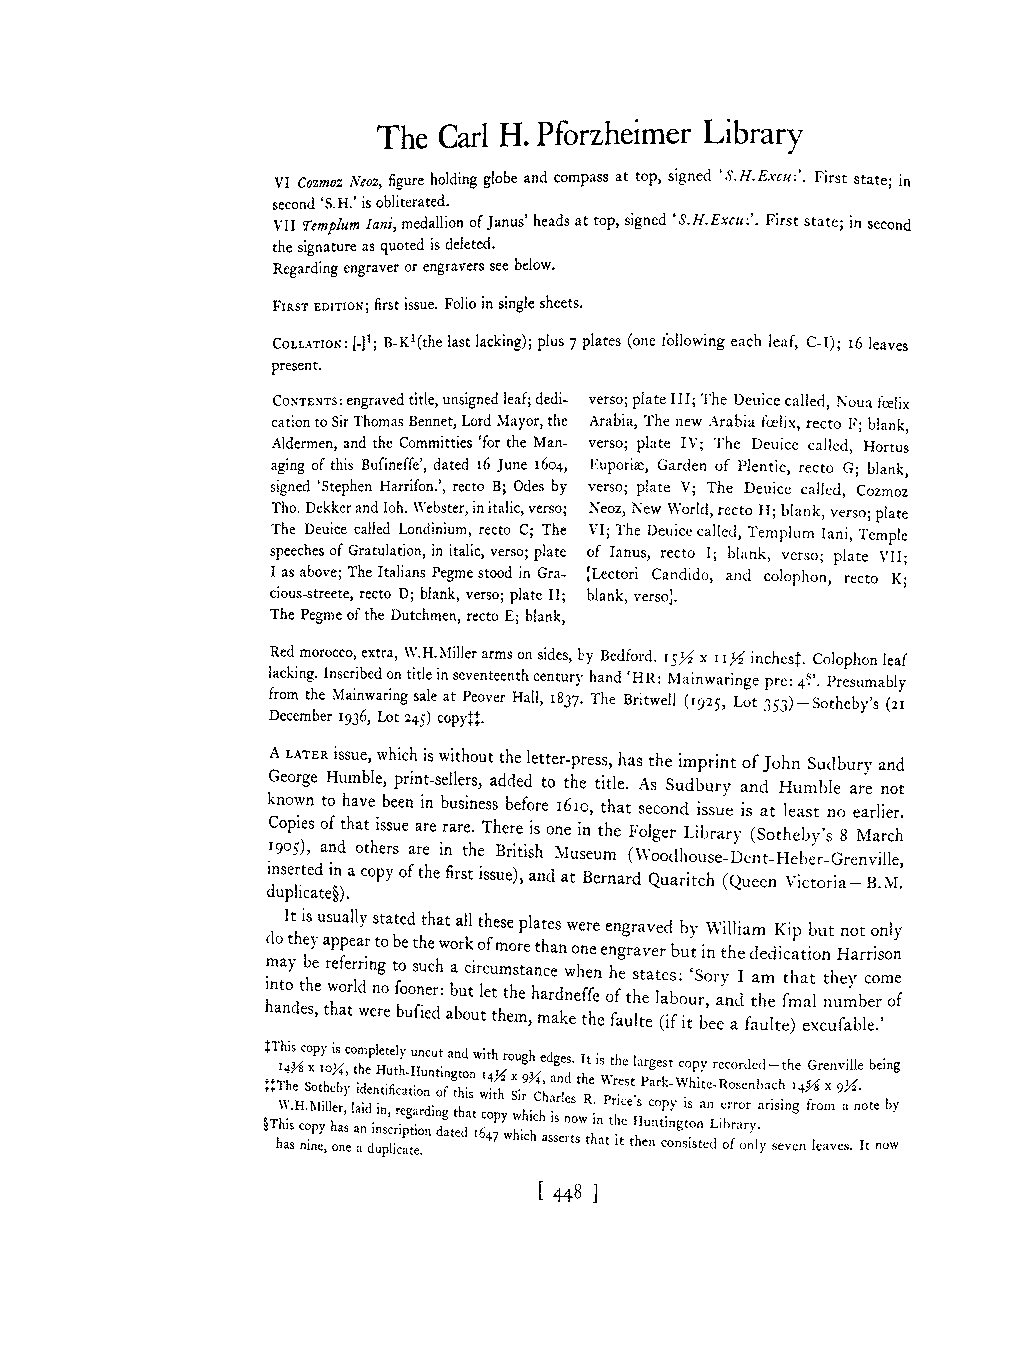 The Carl H. Pforzheimer Library
VI Cozmoz Neoz, figure holding globe and compass at top, signed ‘S.H.Excu:’. First state; in
second ‘S.H.’ is obliterated.
VII Templum Iani, medallion of Janus’ heads at top, signed ‘S.H.Excu:’. First state; in second
the signature as quoted is deleted.
Regarding engraver or engravers see below.
FIRST EDITION; first issue. Folio in single sheets.
COLLATION: [-]¹; B-K¹(the last lacking); plus 7 plates (one following each leaf, C-I); 16 leaves
present.
CONTENTS: engraved title, unsigned leaf; dedi-
cation to Sir Thomas Bennet, Lord Mayor, the
Aldermen, and the Committies ‘for the Man-
aging of this Bufineffe’, dated 16 June 1604,
signed ‘Stephen Harrifon.’, recto B; Odes by
Tho. Dekker and Ioh. Webster, in italic, verso;
The Deuice called Londinium, recto C; The
speeches of Gratulation, in italic, verso; plate
I as above; The Italians Pegme stood in Gra-
cious-streete, recto D; blank, verso; plate II;
The Pegme of the Dutchmen, recto E; blank,
verso; plate III; The Deuice called, Noua fœlix
Arabia, The new Arabia fœlix, recto F; blank,
verso; plate IV; The Deuice called, Hortus
Euporiæ, Garden of Plentie, recto G; blank,
verso; plate V; The Deuice called, Cozmoz
Neoz, New World, recto H; blank, verso; plate
VI; The Deuice called, Templum Iani, Temple
of Ianus, recto I; blank, verso; plate VII;
[Lectori Candido, and colophon, recto K;
blank, verso].
Red morocco, extra, W.H.Miller arms on sides, by Bedford. 15½ x 11½ inches‡. Colophon leaf
lacking. Inscribed on title in seventeenth century hand ‘HR: Mainwaringe pre: 4ˢ’. Presumably
from the Mainwaring sale at Peover Hall, 1837. The Britwell (1925, Lot 353)—Sotheby’s (21
December 1936, Lot 245) copy‡‡.
A LATER issue, which is without the letter-press, has the imprint of John Sudbury and
George Humble, print-sellers, added to the title. As Sudbury and Humble are not
known to have been in business before 1610, that second issue is at least no earlier.
Copies of that issue are rare. There is one in the Folger Library (Sotheby’s 8 March
1905), and others are in the British Museum (Woodhouse-Dent-Heber-Grenville,
inserted in a copy of the first issue), and at Bernard Quaritch (Queen Victoria—B.M.
duplicate§).
It is usually stated that all these plates were engraved by William Kip but not only
do they appear to be the work of more than one engraver but in the dedication Harrison
may be referring to such a circumstance when he states: ‘Sory I am that they come
into the world no fooner: but let the hardneffe of the labour, and the fmal number of
handes, that were bufied about them, make the faulte (if it bee a faulte) excufable.’
‡This copy is completely uncut and with rough edges. It is the largest copy recorded—the Grenville being
14⅜ x 10¼, the Huth-Huntington 14½ x 9¾, and the Wrest Park-White-Rosenbach 14⅝ x 9½.
‡‡The Sotheby identification of this with Sir Charles R. Price’s copy is an error arising from a note by
W.H.Miller, laid in, regarding that copy which is now in the Huntington Library.
§This copy has an inscription dated 1647 which asserts that it then consisted of only seven leaves. It now
has nine, one a duplicate.
[ 448 ]